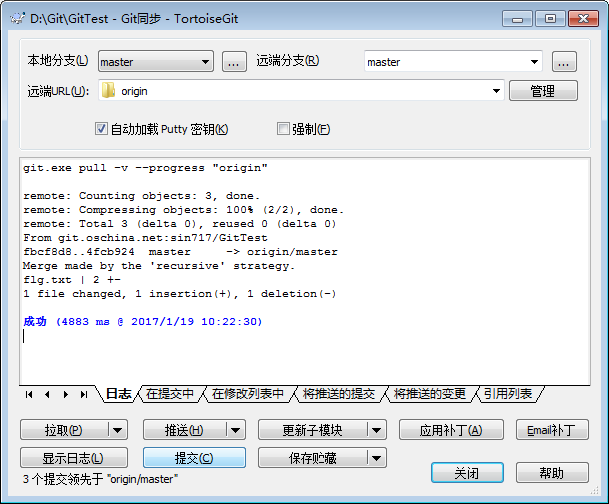 D:\Git\GitTest - Git同步 - TortoiseGit
本地分支(L) master ... 远端分支(R) master ...
远端URL(U): origin 管理
自动加载 Putty 密钥(K) 强制(F)
git.exe pull -v --progress "origin"
remote: Counting objects: 3, done.
remote: Compressing objects: 100% (2/2), done.
remote: Total 3 (delta 0), reused 0 (delta 0)
From git.oschina.net:sin717/GitTest
fbcf8d8..4fcb924 master -> origin/master
Merge made by the 'recursive' strategy.
flg.txt | 2 +-
1 file changed, 1 insertion(+), 1 deletion(-)
成功 (4883 ms @ 2017/1/19 10:22:30)
日志 在提交中 在修改列表中 将推送的提交 将推送的变更 引用列表
拉取(P) 推送(H) 更新子模块 应用补丁(A) Email补丁
显示日志(L) 提交(C) 保存贮藏
3 个提交领先于 "origin/master" 关闭 帮助